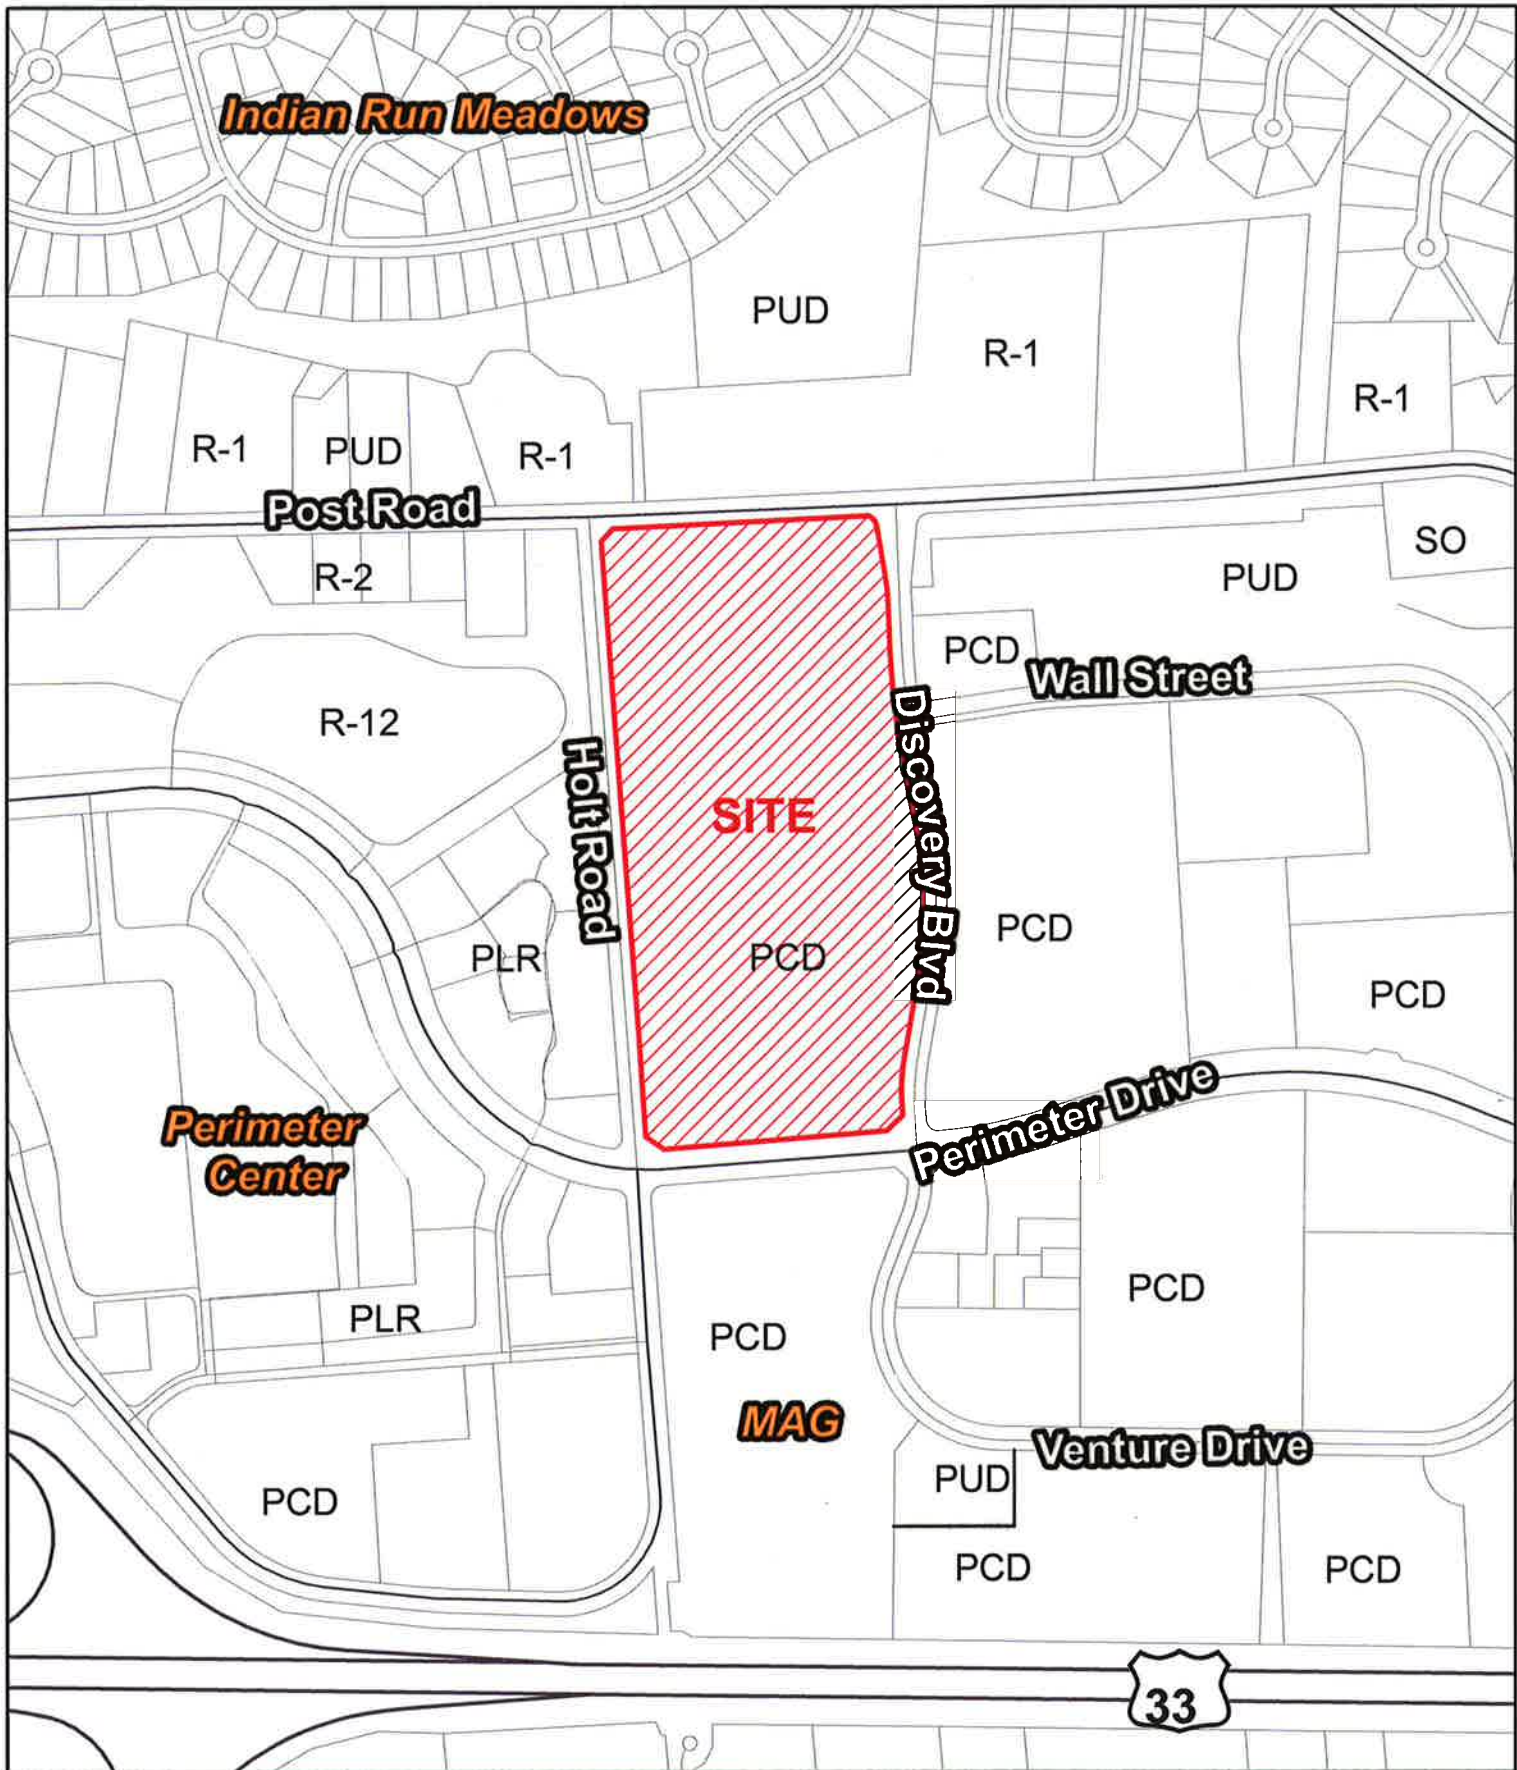 Indian Run Meadows
PUD
R-1
R-1
R-1
PUD
R-1
Post Road
SO
R-2
PUD
PCD
Wall Street
R-12
Holt Road
Discovery Blvd
SITE
PCD
PLR
PCD
PCD
Perimeter Drive
Perimeter
Center
PCD
PLR
PCD
MAG
Venture Drive
PUD
PCD
PCD
PCD
33